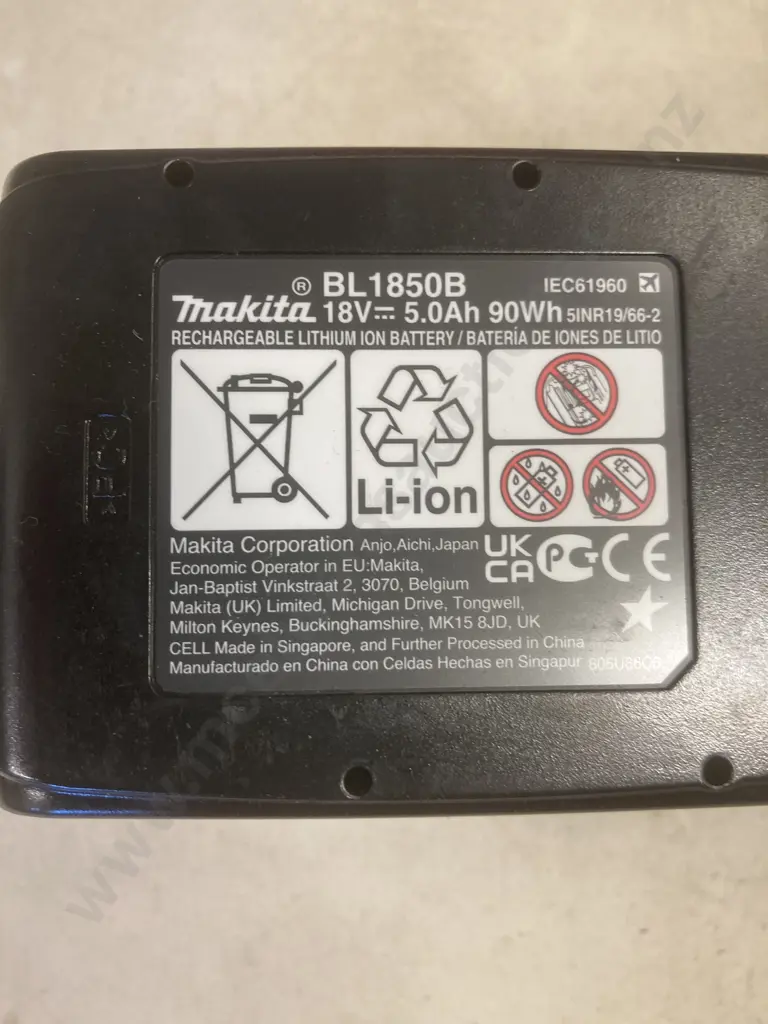 ® BL1850B IEC61960
makita 18V 5.0Ah 90Wh 5INR19/66-2
RECHARGEABLE LITHIUM ION BATTERY / BATERÍA DE IONES DE LITIO
Li-ion
Makita Corporation Anjo,Aichi,Japan
Economic Operator in EU:Makita,
Jan-Baptist Vinkstraat 2, 3070, Belgium
Makita (UK) Limited, Michigan Drive, Tongwell,
Milton Keynes, Buckinghamshire, MK15 8JD, UK
CELL Made in Singapore, and Further Processed in China
Manufacturado en China con Celdas Hechas en Singapur
UK
CA
CE